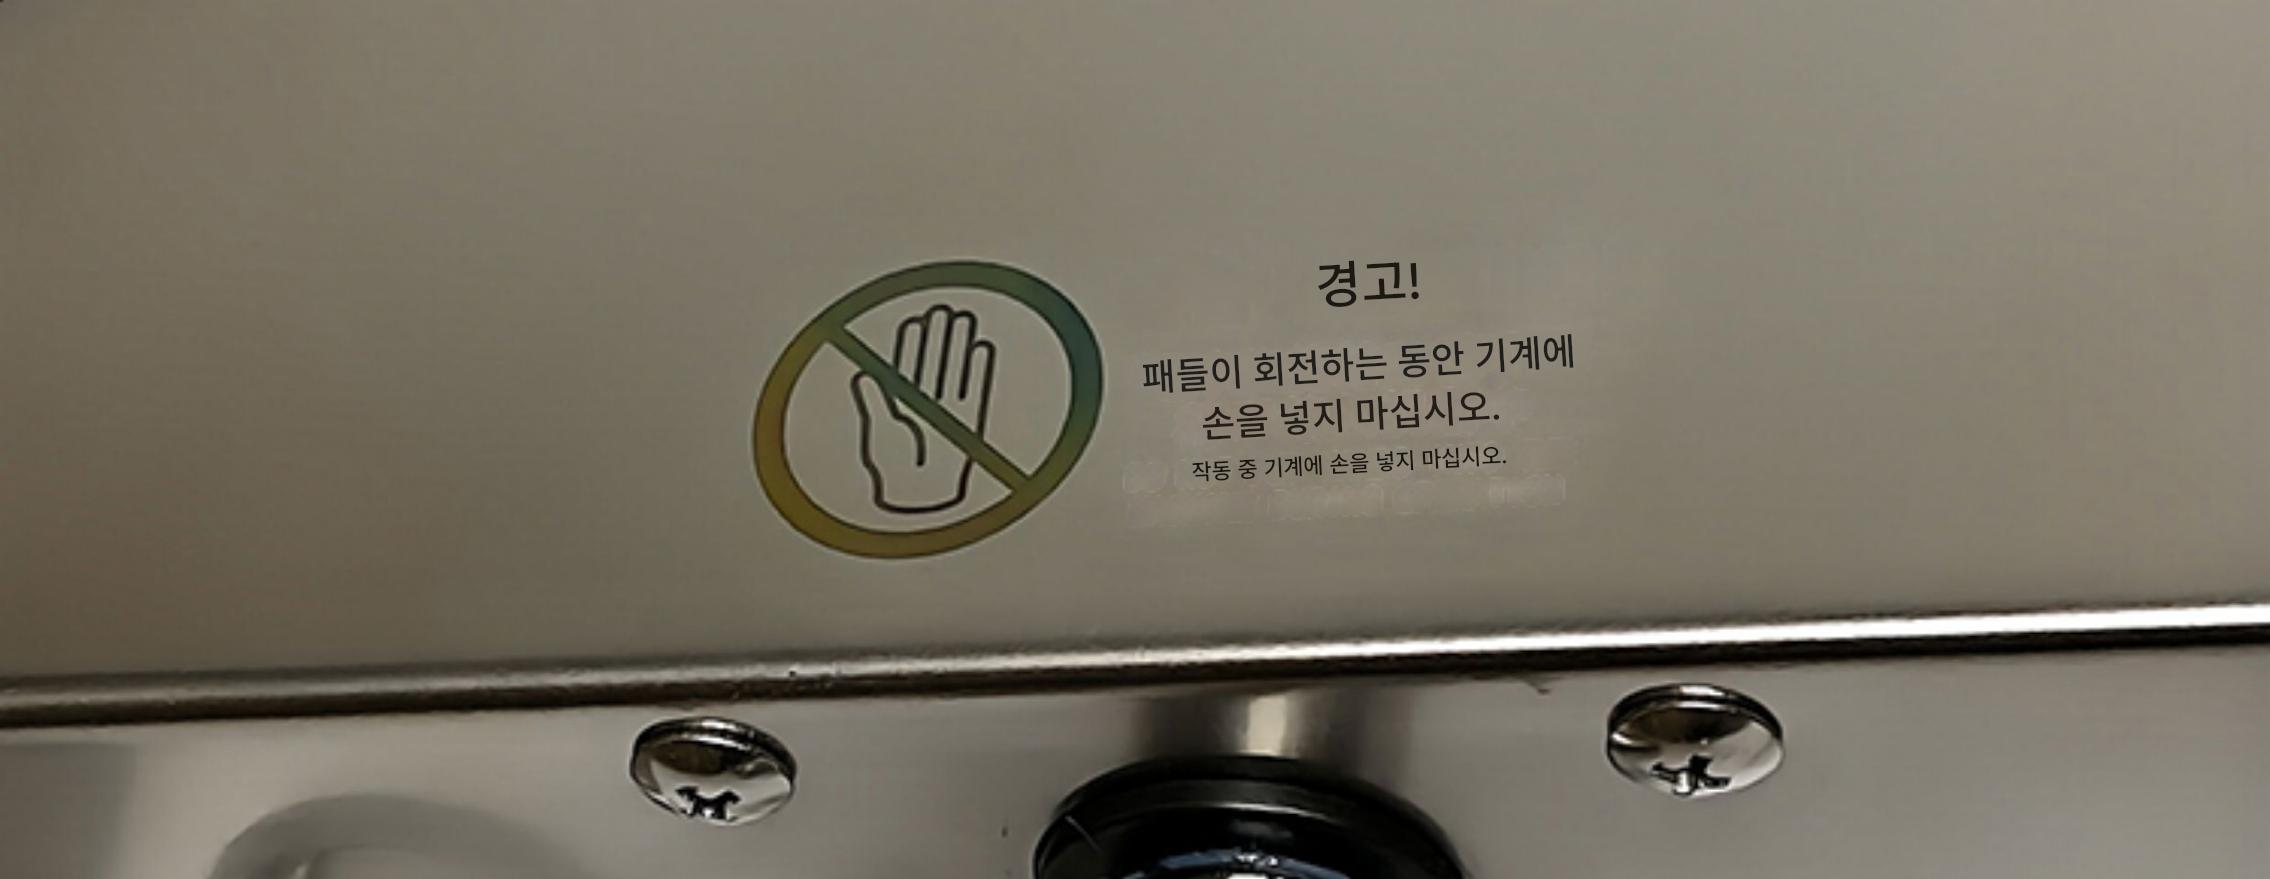 경고!
패들이 회전하는 동안 기계에
손을 넣지 마십시오.
작동 중 기계에 손을 넣지 마십시오.